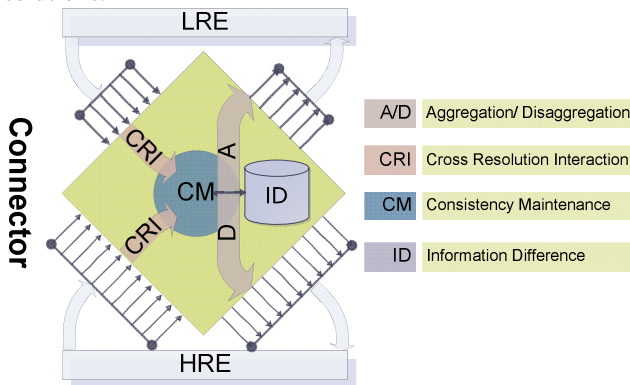 LRE
Connector
CRI
A
CM
ID
CRI
D
HRE
A/D Aggregation/ Disaggregation
CRI Cross Resolution Interaction
CM Consistency Maintenance
ID Information Difference